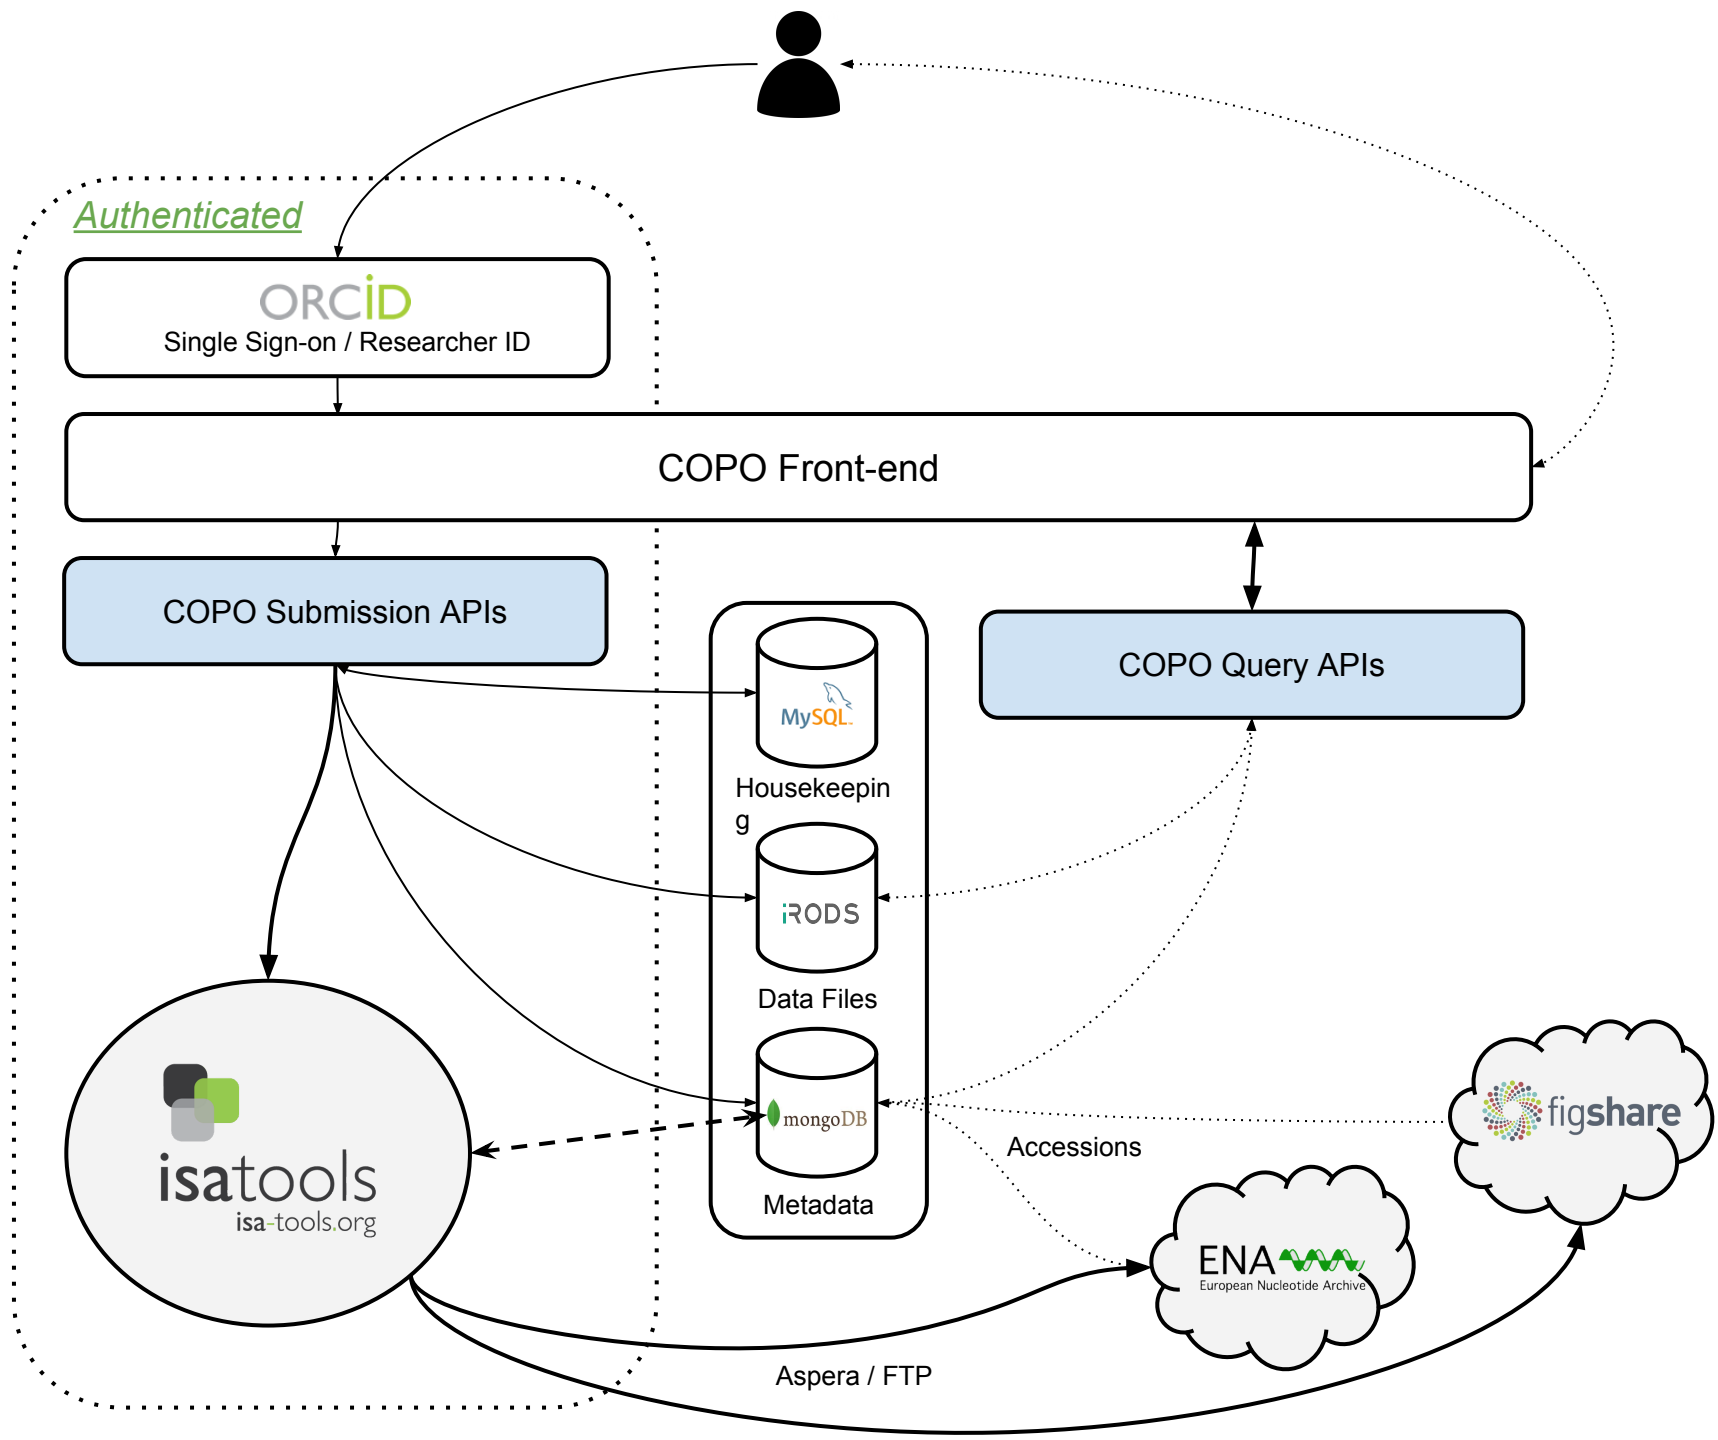 Authenticated
ORCiD
Single Sign-on / Researcher ID
COPO Front-end
COPO Submission APIs
COPO Query APIs
MySQL
Housekeepin
g
iRODS
Data Files
mongoDB
Metadata
isatools
isa-tools.org
Accessions
figshare
ENA
European Nucleotide Archive
Aspera / FTP